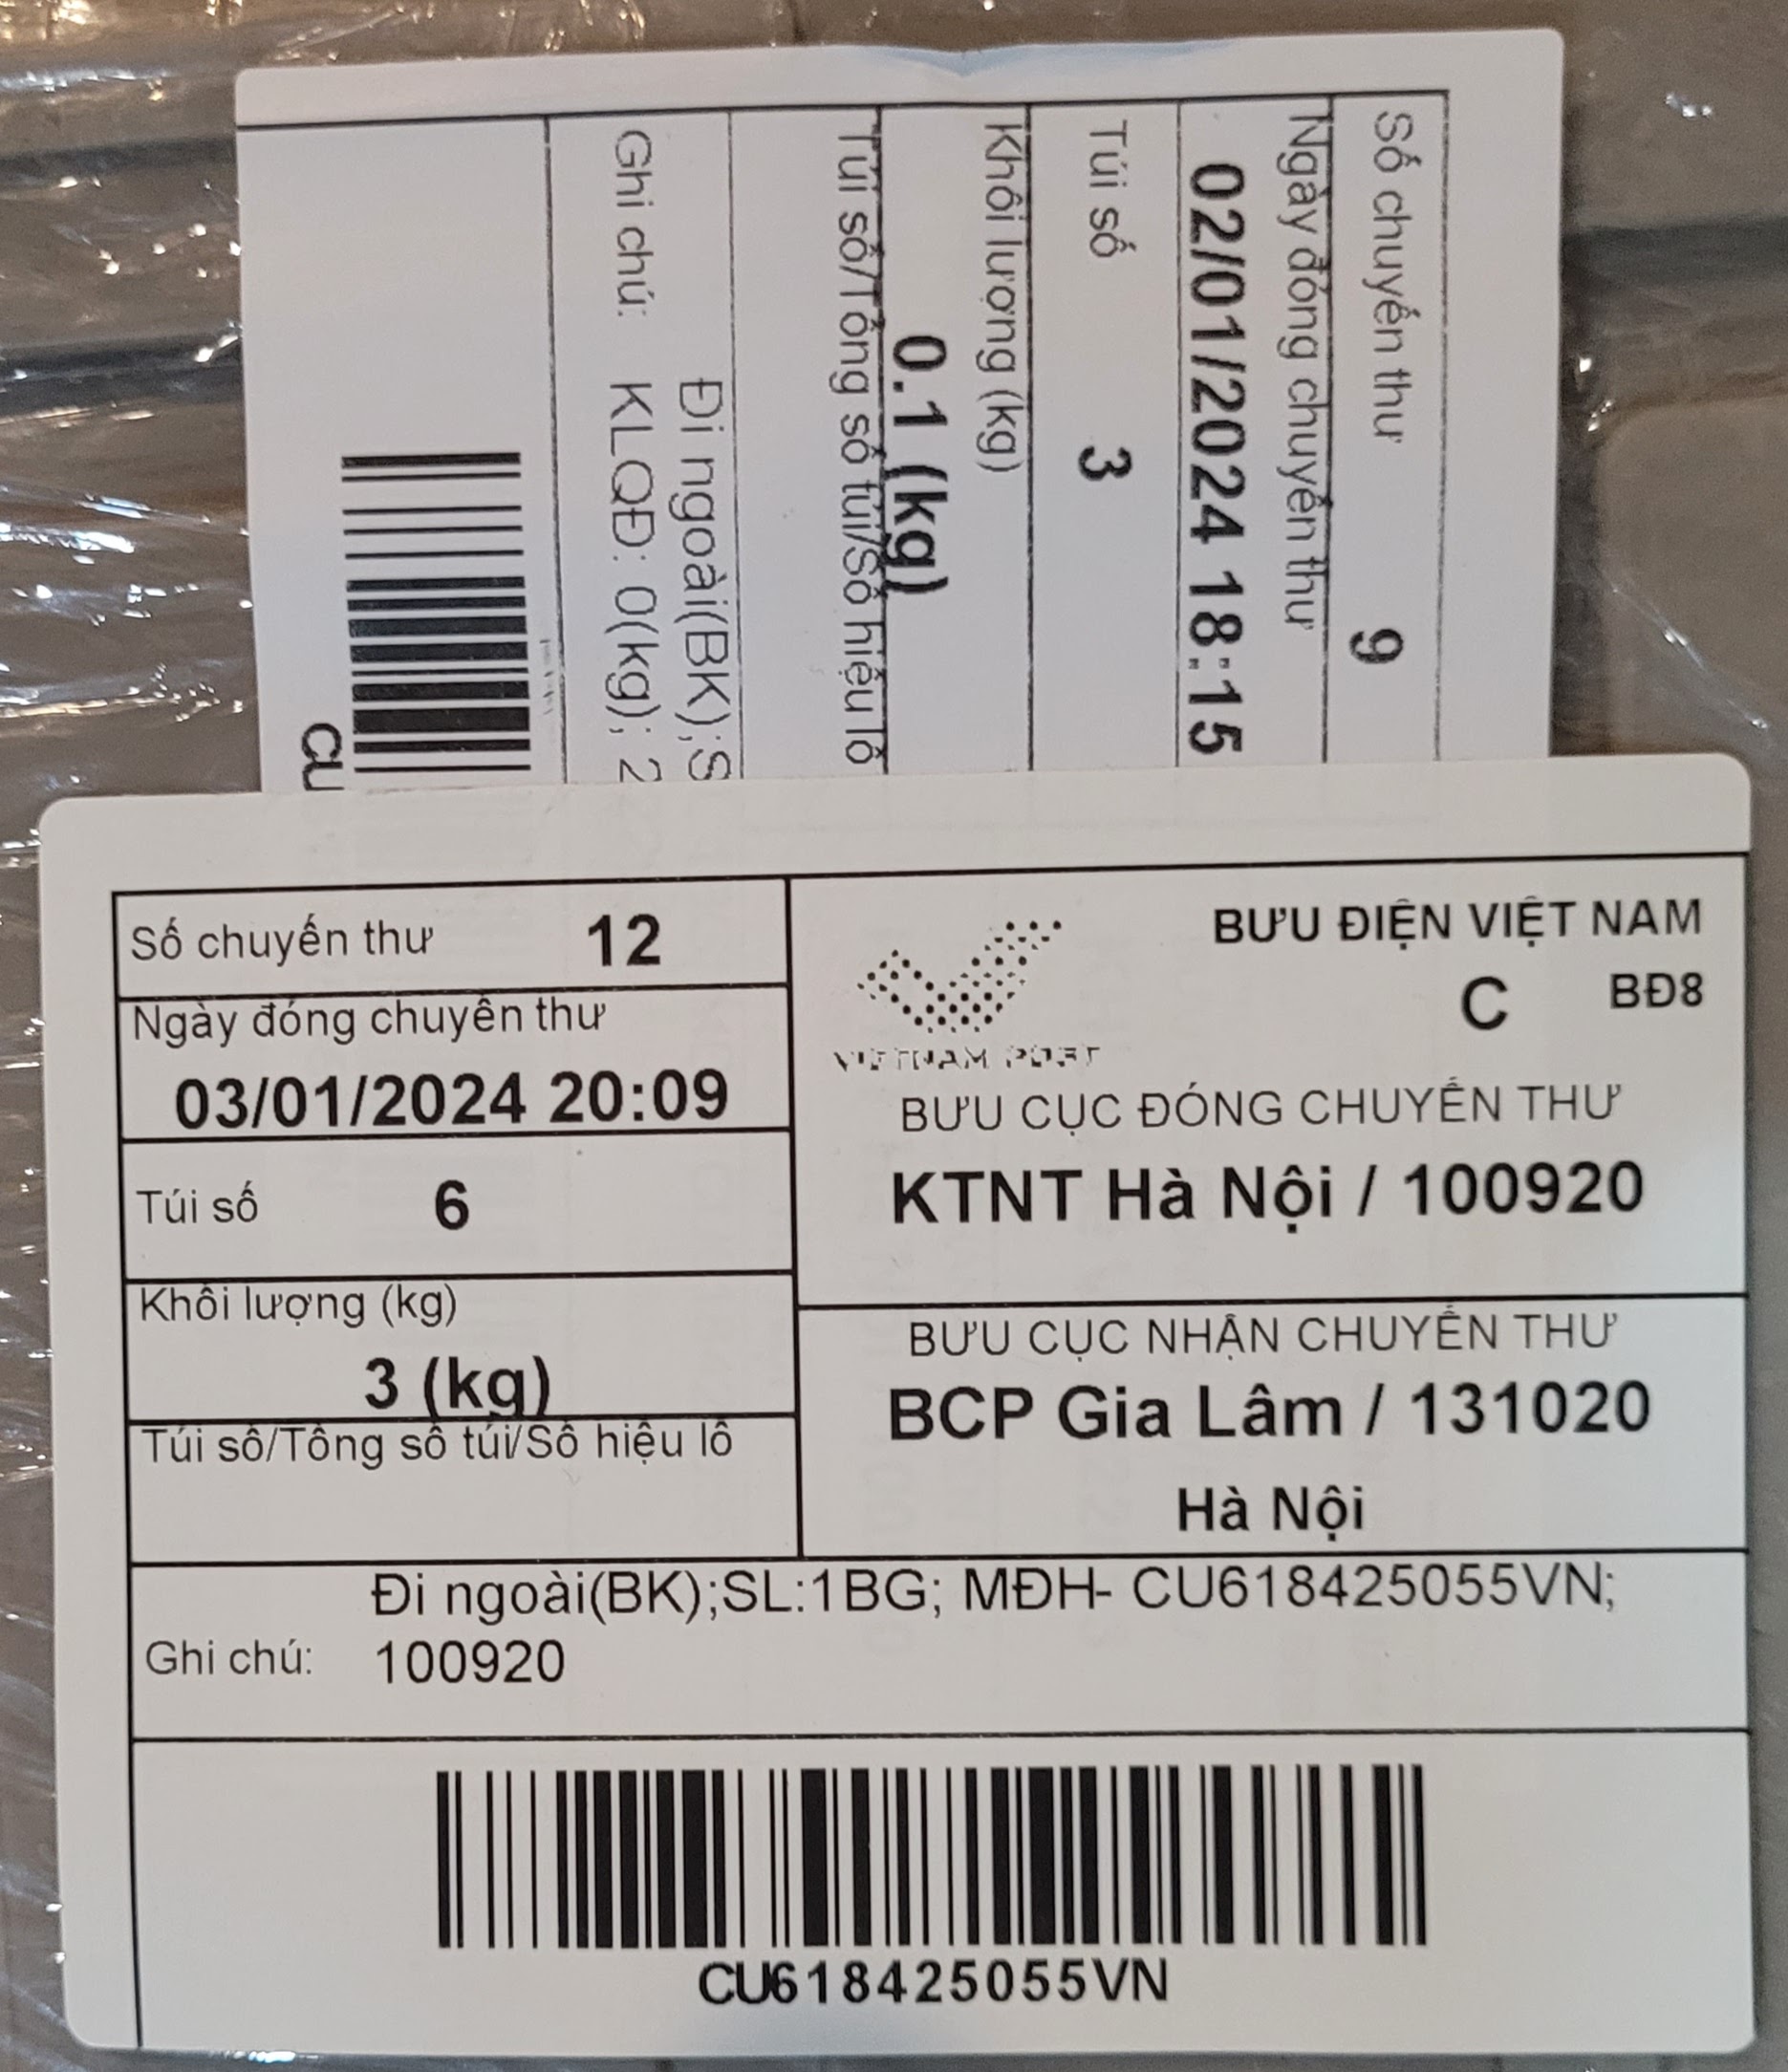 Số chuyến thư 9
Ngày đóng chuyến thư
02/01/2024 18:15
Túi số 3
Khối lượng (kg)
0.1 (kg)
Túi số/Tổng số túi/Số hiệu lô
Đi ngoài(BK);S
Ghi chú: KLQĐ: 0(kg); 2
CU
Số chuyến thư 12
Ngày đóng chuyến thư
03/01/2024 20:09
Túi số 6
Khối lượng (kg)
3 (kg)
Túi số/Tổng số túi/Số hiệu lô
BƯU ĐIỆN VIỆT NAM
C BĐ8
VIETNAM POST
BƯU CỤC ĐÓNG CHUYẾN THƯ
KTNT Hà Nội / 100920
BƯU CỤC NHẬN CHUYẾN THƯ
BCP Gia Lâm / 131020
Hà Nội
Đi ngoài(BK);SL:1BG; MĐH- CU618425055VN;
Ghi chú: 100920
CU618425055VN